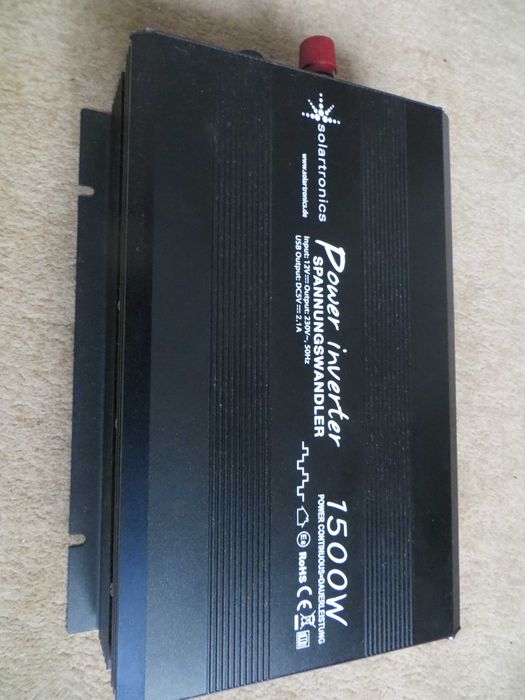 solartronics
www.solartronics.de
Power inverter
SPANNUNGSWANDLER
Input: 12V⎓ Output: 230V~, 50Hz
USB Output: DC5V ⎓ 2.1A
1500W
POWER CONTINUOUS-DAUERLEISTUNG
RoHS CE